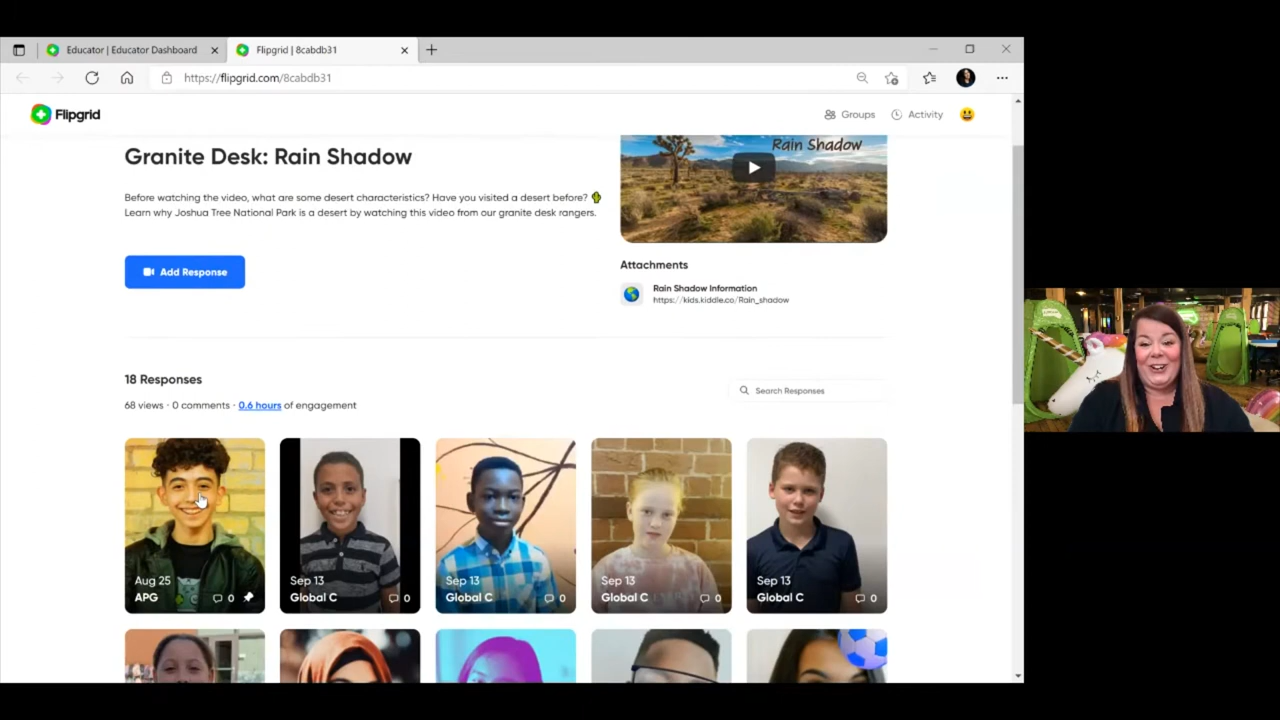 Educator | Educator Dashboard
Flipgrid | 8cabdb31
https://flipgrid.com/8cabdb31
Flipgrid
Groups
Activity
Granite Desk: Rain Shadow
Rain Shadow
Before watching the video, what are some desert characteristics? Have you visited a desert before? 🌵
Learn why Joshua Tree National Park is a desert by watching this video from our granite desk rangers.
Add Response
Attachments
Rain Shadow Information
https://kids.kiddle.co/Rain_shadow
18 Responses
68 views · 0 comments · 0.6 hours of engagement
Search Responses
Aug 25
APG
0
Sep 13
Global C
0
Sep 13
Global C
0
Sep 13
Global C
0
Sep 13
Global C
0